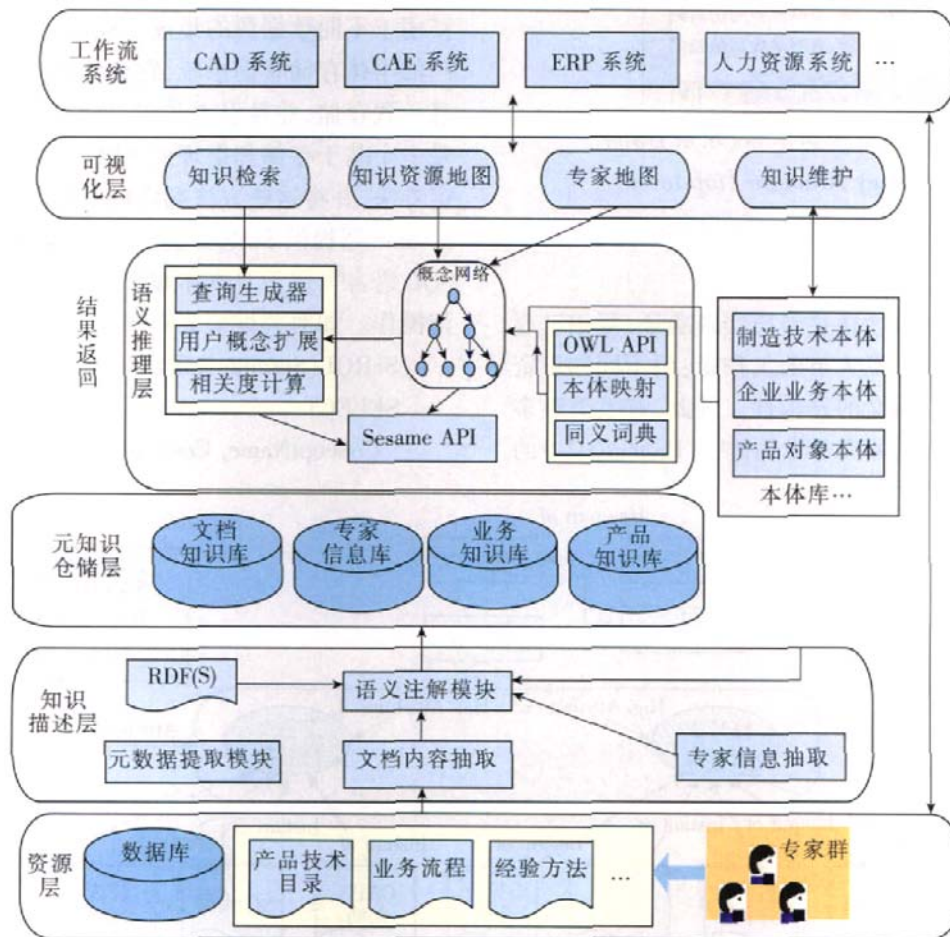 工作流
系统
CAD 系统
CAE 系统
ERP 系统
人力资源系统
…
可视
化层
知识检索
知识资源地图
专家地图
知识维护
结果返回
语义推理层
查询生成器
用户概念扩展
相关度计算
概念网络
Sesame API
OWL API
本体映射
同义词典
制造技术本体
企业业务本体
产品对象本体
本体库…
元知识
仓储层
文档
知识库
专家
信息库
业务
知识库
产品
知识库
知识
描述层
RDF(S)
语义注解模块
元数据提取模块
文档内容抽取
专家信息抽取
资源
层
数据库
产品技术
目录
业务流程
经验方法
…
专家群